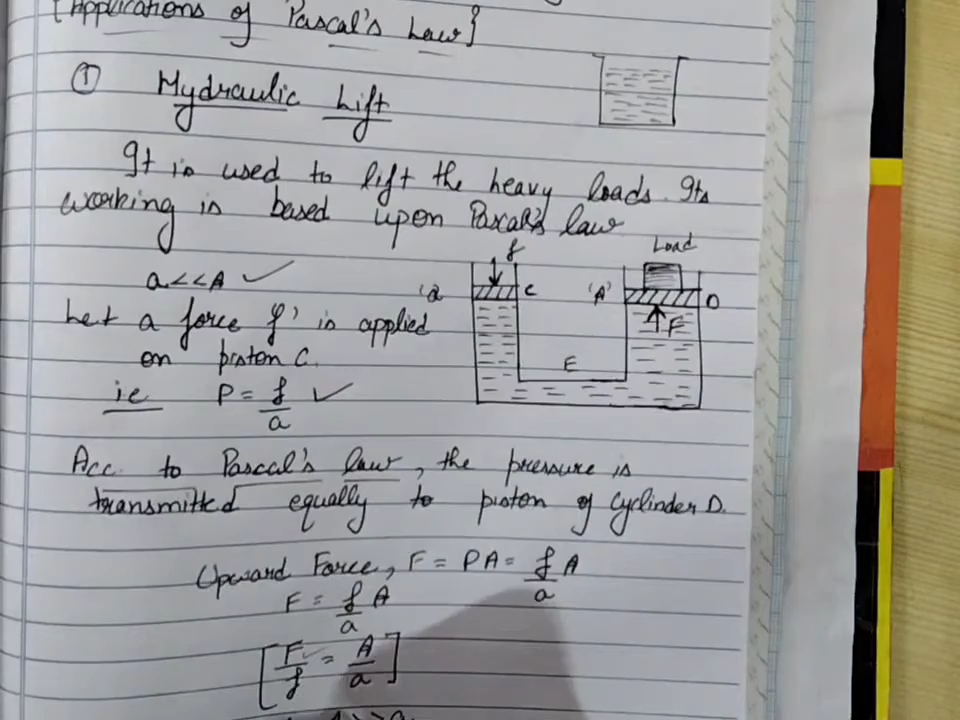 [Applications of Pascal's Law]
① Hydraulic Lift
It is used to lift the heavy loads. Its
working is based upon Pascal's law
a<<A ✓
Let a force f' is applied
on piston C.
ie P = f/a ✓
f
Load
'a
C
'A'
D
F
E
Acc. to Pascal's law, the pressure is
transmitted equally to piston of cylinder D.
Upward Force, F = PA = f/a A
F = f/a A
[F/f = A/a]
A>>a